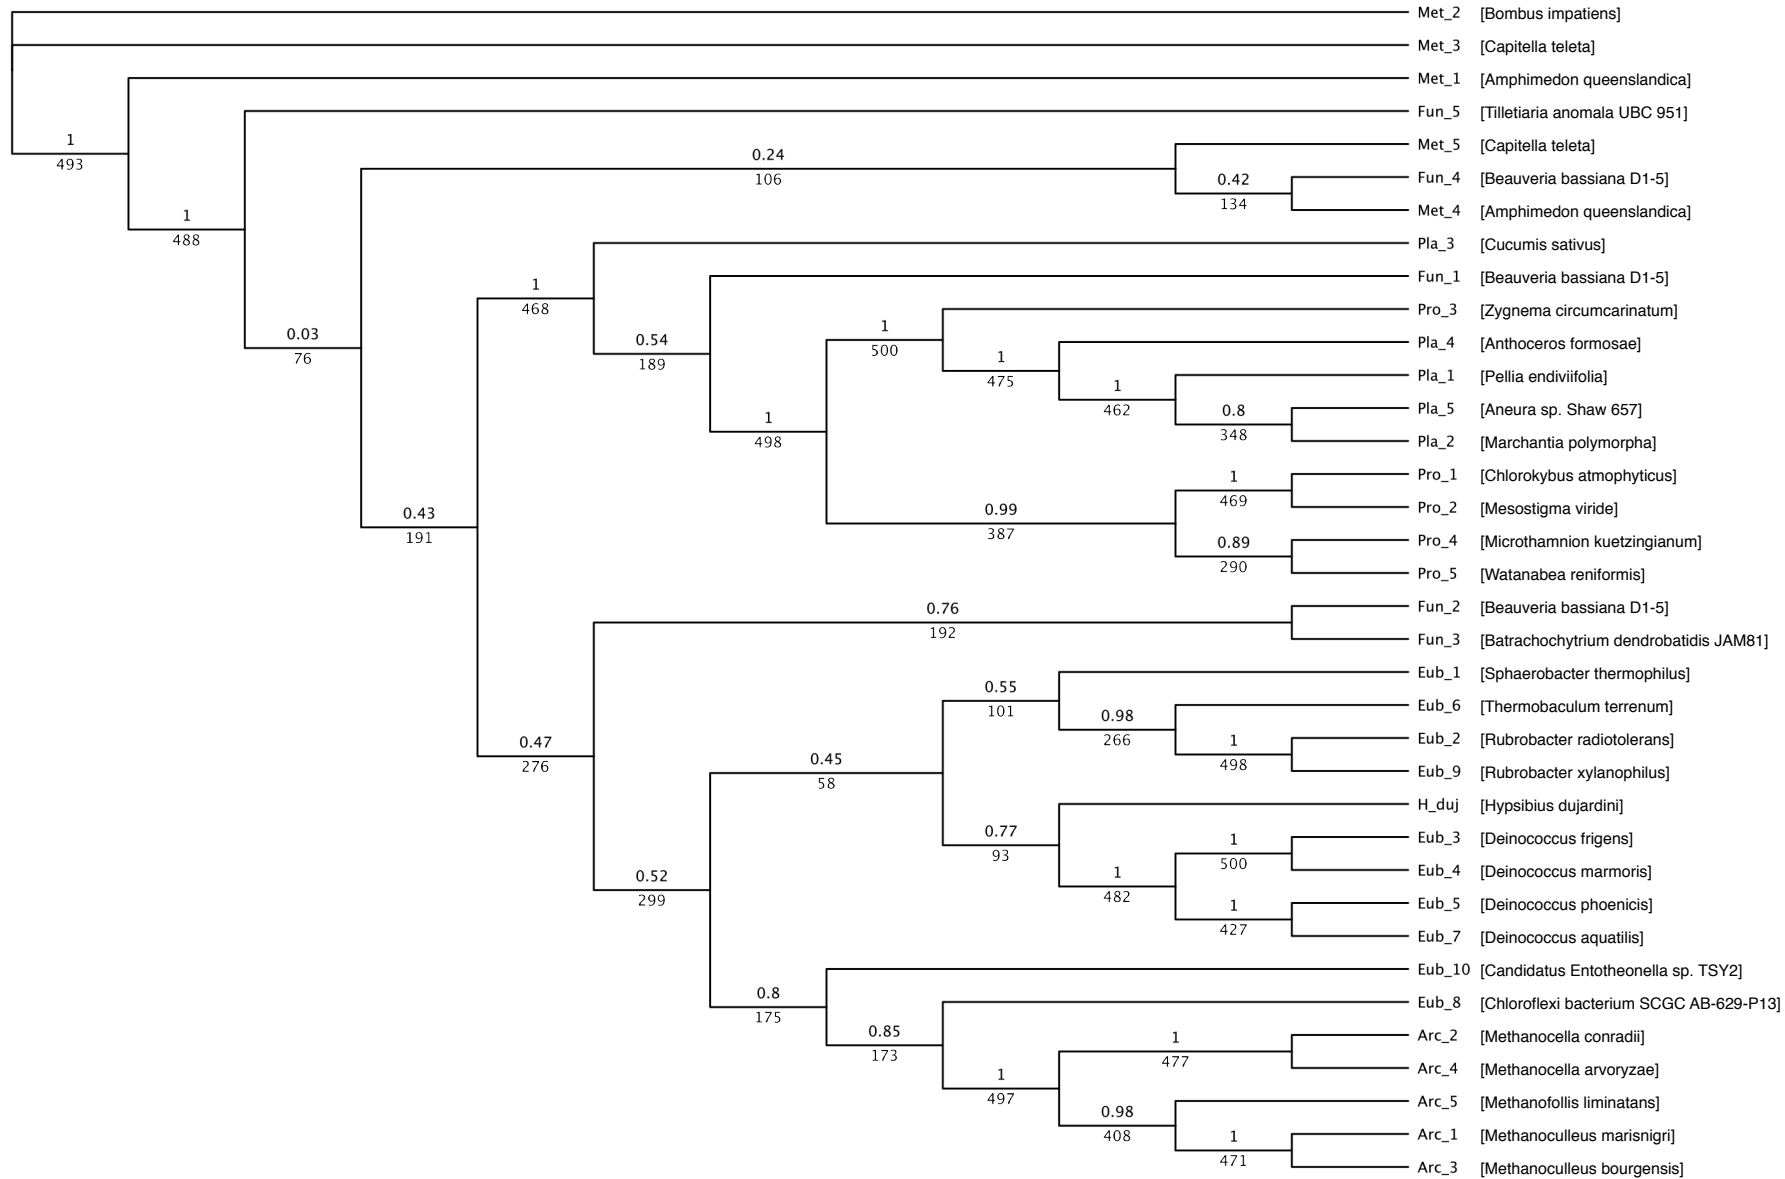 Met_2 [Bombus impatiens]
Met_3 [Capitella teleta]
Met_1 [Amphimedon queenslandica]
Fun_5 [Tilletiaria anomala UBC 951]
1
493
Met_5 [Capitella teleta]
0.24
106
0.42
134
Fun_4 [Beauveria bassiana D1-5]
Met_4 [Amphimedon queenslandica]
1
488
Pla_3 [Cucumis sativus]
1
468
Fun_1 [Beauveria bassiana D1-5]
Pro_3 [Zygnema circumcarinatum]
1
500
0.03
76
0.54
189
Pla_4 [Anthoceros formosae]
1
475
Pla_1 [Pellia endiviifolia]
1
462
Pla_5 [Aneura sp. Shaw 657]
0.8
348
Pla_2 [Marchantia polymorpha]
1
498
Pro_1 [Chlorokybus atmophyticus]
1
469
Pro_2 [Mesostigma viride]
0.43
191
0.99
387
Pro_4 [Microthamnion kuetzingianum]
0.89
290
Pro_5 [Watanabea reniformis]
Fun_2 [Beauveria bassiana D1-5]
0.76
192
Fun_3 [Batrachochytrium dendrobatidis JAM81]
Eub_1 [Sphaerobacter thermophilus]
0.55
101
Eub_6 [Thermobaculum terrenum]
0.98
266
Eub_2 [Rubrobacter radiotolerans]
1
498
Eub_9 [Rubrobacter xylanophilus]
0.47
276
0.45
58
H_duj [Hypsibius dujardini]
0.77
93
Eub_3 [Deinococcus frigens]
1
500
Eub_4 [Deinococcus marmoris]
1
482
0.52
299
Eub_5 [Deinococcus phoenicis]
1
427
Eub_7 [Deinococcus aquatilis]
Eub_10 [Candidatus Entotheonella sp. TSY2]
0.8
175
Eub_8 [Chloroflexi bacterium SCGC AB-629-P13]
0.85
173
Arc_2 [Methanocella conradii]
1
477
Arc_4 [Methanocella arvoryzae]
1
497
Arc_5 [Methanofollis liminatans]
0.98
408
Arc_1 [Methanoculleus marisnigri]
1
471
Arc_3 [Methanoculleus bourgensis]